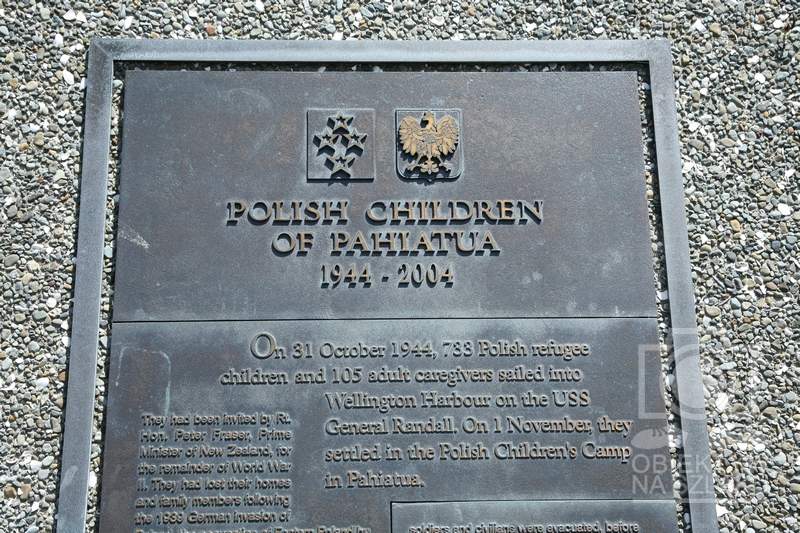 POLISH CHILDREN
OF PAHIATUA
1944 - 2004
On 31 October 1944, 733 Polish refugee
children and 105 adult caregivers sailed into
Wellington Harbour on the USS
General Randall. On 1 November, they
settled in the Polish Children's Camp
in Pahiatua.
They had been invited by Rt.
Hon. Peter Fraser, Prime
Minister of New Zealand, for
the remainder of World War
II. They had lost their homes
and family members following
the 1939 German invasion of
soldiers and civilians were evacuated, before
NA SZL